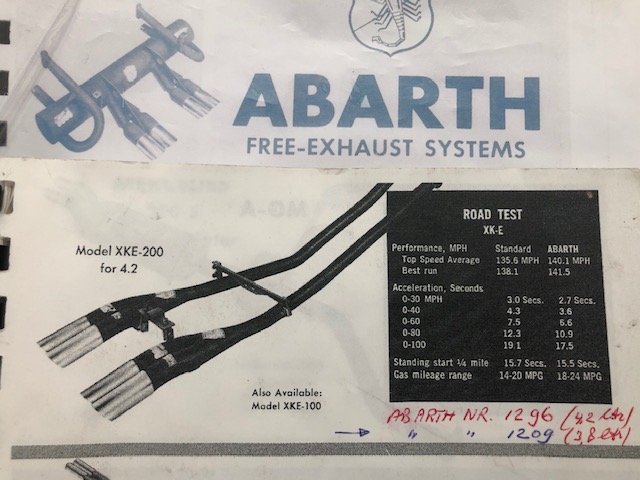 ABARTH
FREE-EXHAUST SYSTEMS
Model XKE-200
for 4.2
Also Available:
Model XKE-100
ROAD TEST
XK-E
Performance, MPH Standard ABARTH
Top Speed Average 135.6 MPH 140.1 MPH
Best run 138.1 141.5
Acceleration, Seconds
0-30 MPH 3.0 Secs. 2.7 Secs.
0-40 4.3 3.6
0-60 7.5 6.6
0-80 12.3 10.9
0-100 19.1 17.5
Standing start ¼ mile 15.7 Secs. 15.5 Secs.
Gas mileage range 14-20 MPG 18-24 MPG
ABARTH NR. 1296 (4,2 ltr)
→ " " 1209 (3,8 ltr)